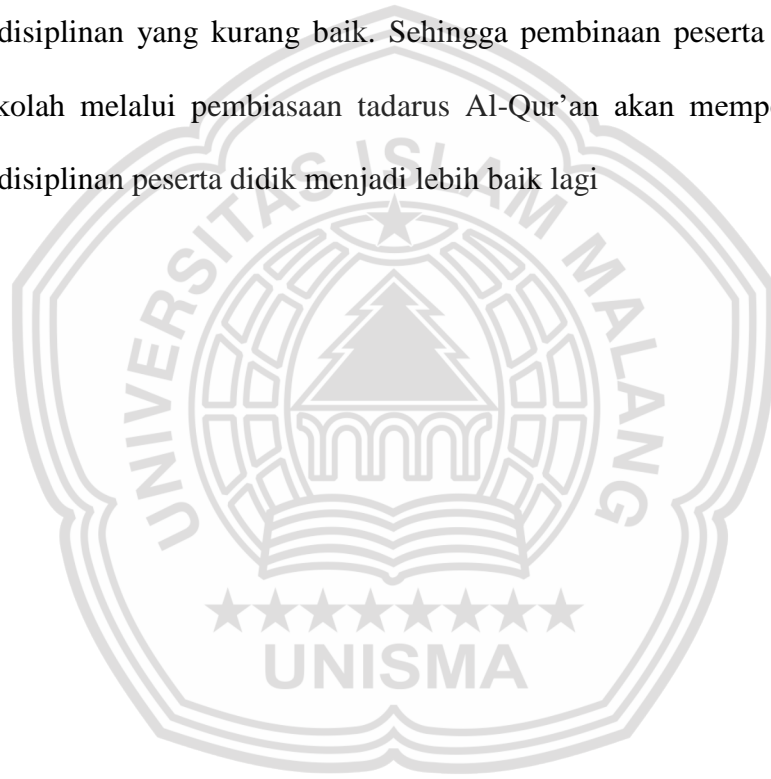 disiplinan yang kurang baik. Sehingga pembinaan peserta
kolah melalui pembiasaan tadarus Al-Qur'an akan mempe
disiplinan peserta didik menjadi lebih baik lagi
UNIVERSITAS ISLAM MALANG
UNISMA